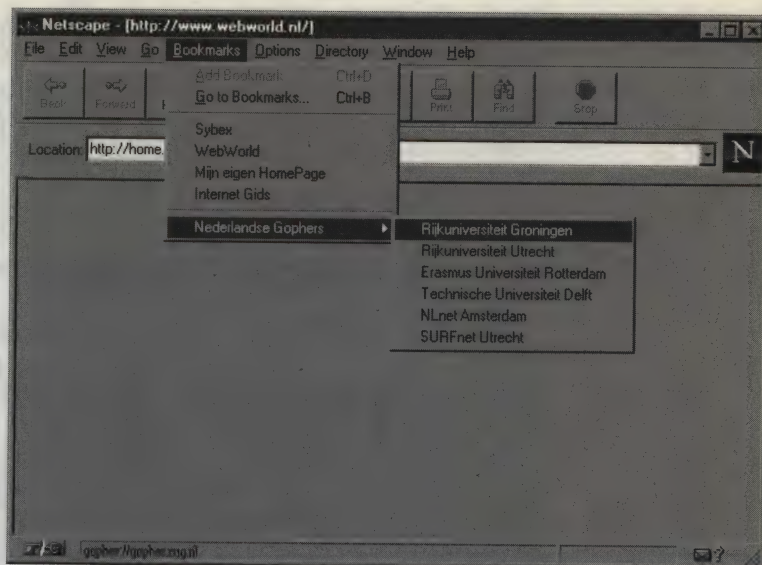 Netscape - [http://www.webworld.nl/]
File Edit View Go Bookmarks Options Directory Window Help
Add Bookmark Ctrl+D
Go to Bookmarks... Ctrl+B
Back Forward Print Find Stop
Sybex
Location: http://home. N
WebWorld
Mijn eigen HomePage
Internet Gids
Nederlandse Gophers
Rijkuniversiteit Groningen
Rijkuniversiteit Utrecht
Erasmus Universiteit Rotterdam
Technische Universiteit Delft
NLnet Amsterdam
SURFnet Utrecht